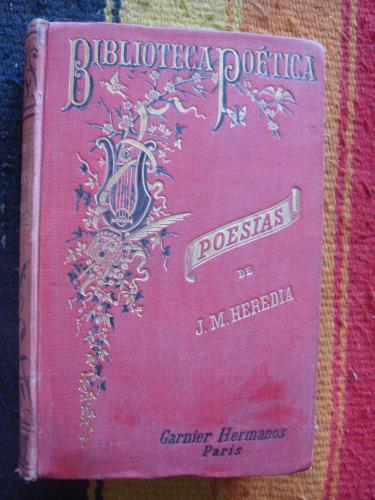 BIBLIOTECA POÉTICA
POESÍAS
DE
J. M. HEREDIA
Garnier Hermanos
Paris